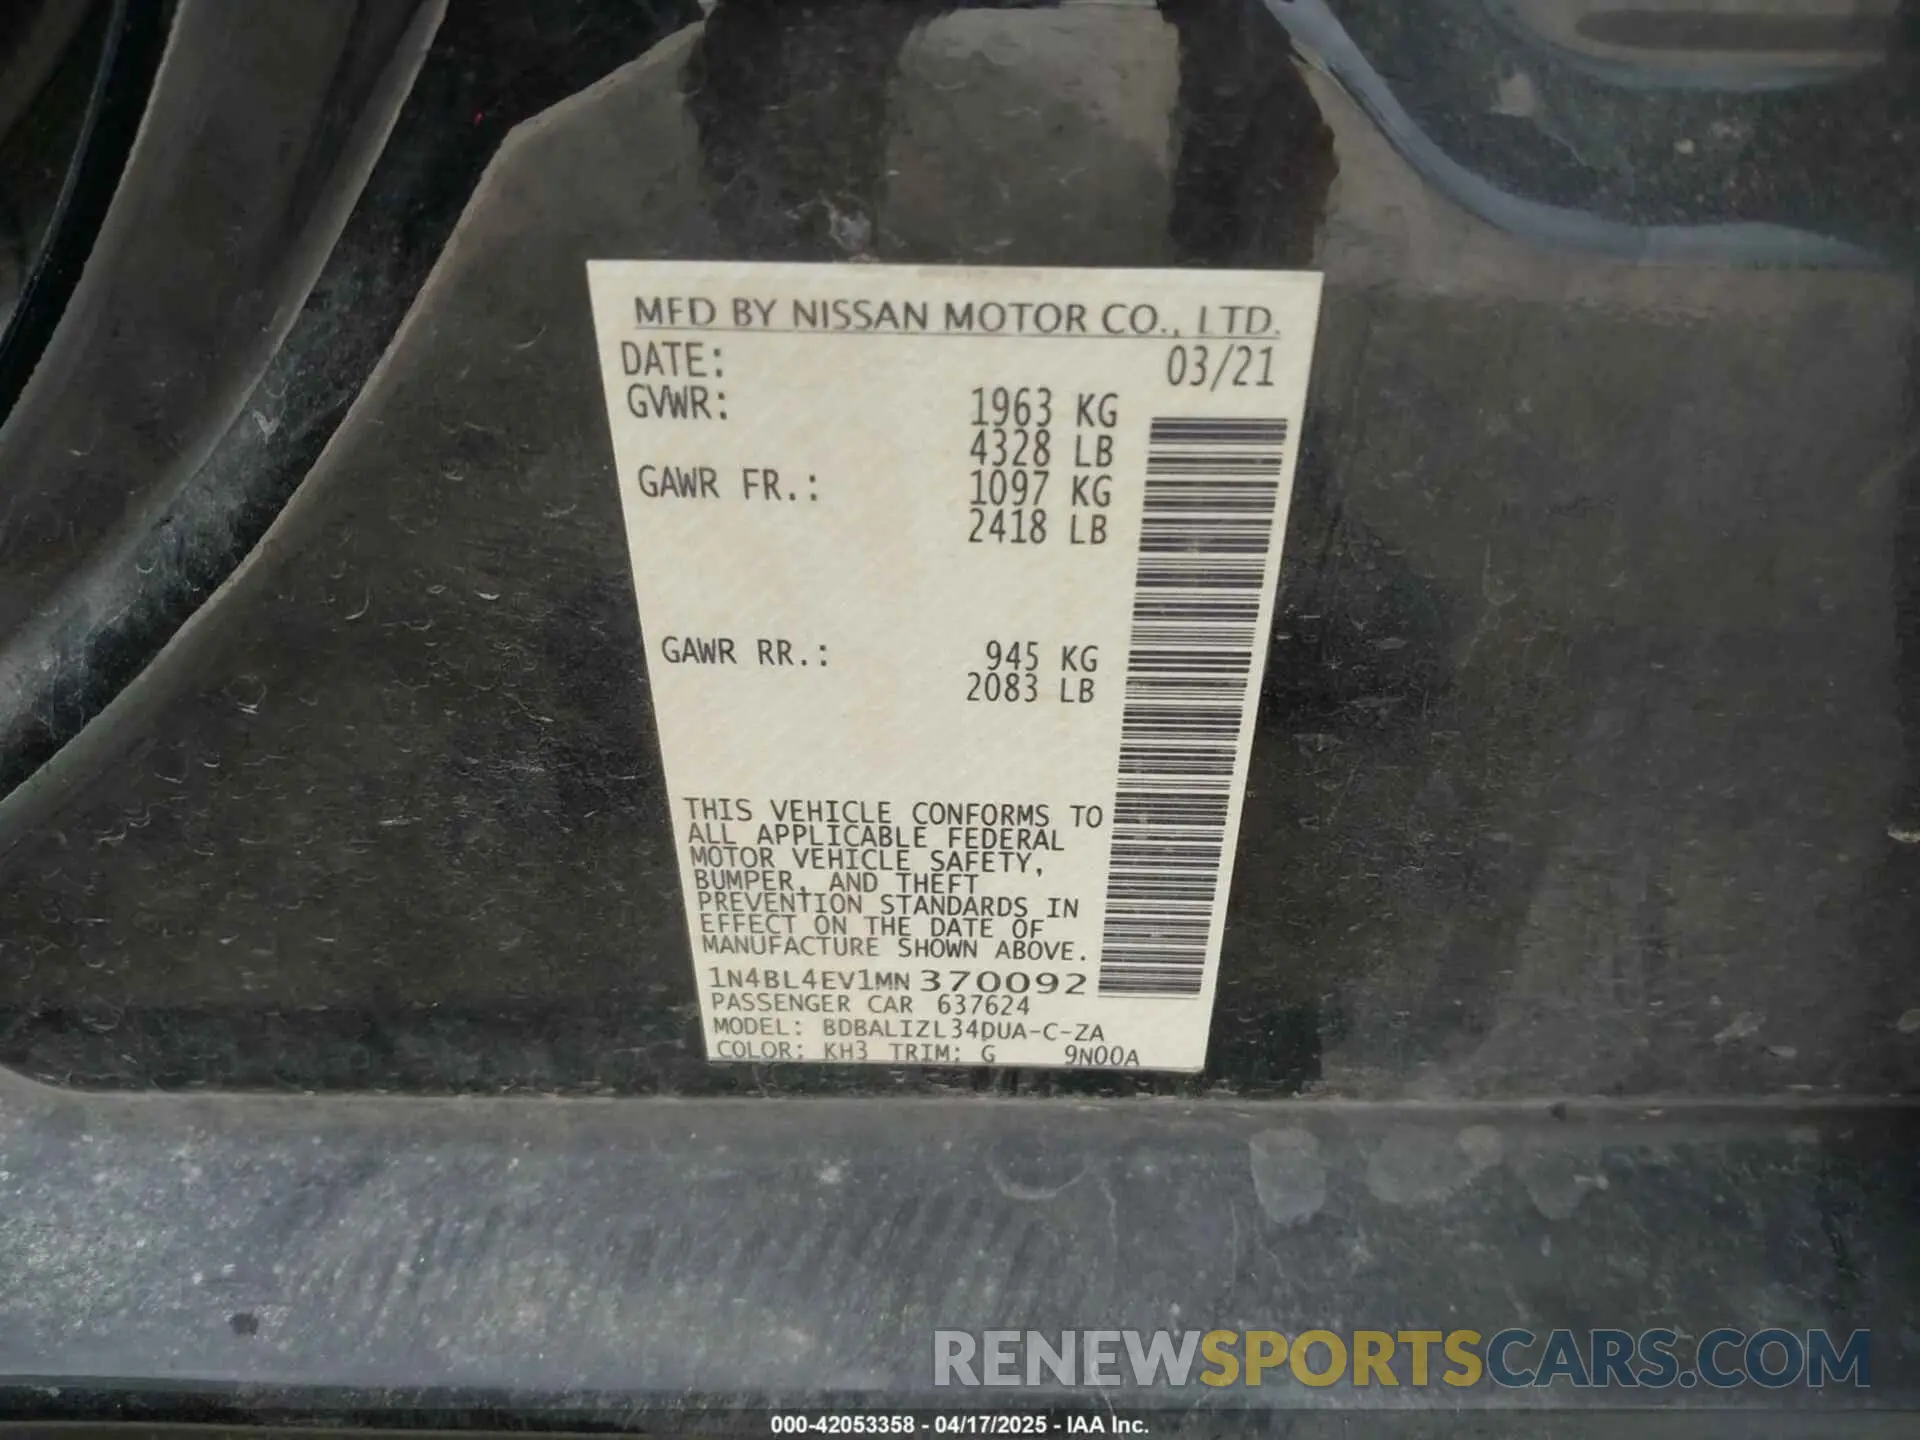 MFD BY NISSAN MOTOR CO., LTD.
DATE: 03/21
GVWR: 1963 KG
4328 LB
GAWR FR.: 1097 KG
2418 LB
GAWR RR.: 945 KG
2083 LB
THIS VEHICLE CONFORMS TO
ALL APPLICABLE FEDERAL
MOTOR VEHICLE SAFETY,
BUMPER, AND THEFT
PREVENTION STANDARDS IN
EFFECT ON THE DATE OF
MANUFACTURE SHOWN ABOVE.
1N4BL4EV1MN370092
PASSENGER CAR 637624
MODEL: BDBALIZL34DUA-C-ZA
COLOR: KH3 TRIM: G 9N00A
RENEWSPORTSCARS.COM
000-42053358 - 04/17/2025 - IAA Inc.